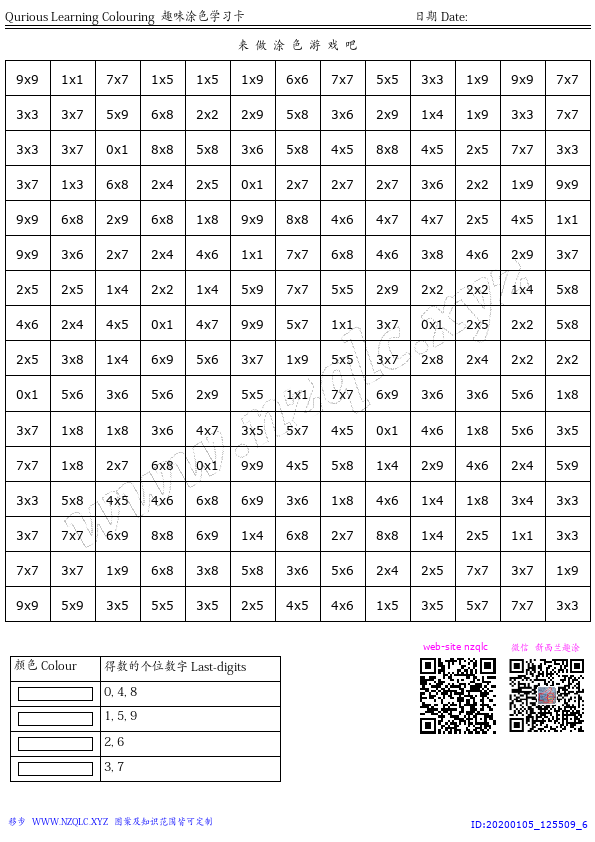 Qurious Learning Colouring 趣味涂色学习卡 日期 Date:
来 做 涂 色 游 戏 吧
9x9 1x1 7x7 1x5 1x5 1x9 6x6 7x7 5x5 3x3 1x9 9x9 7x7
3x3 3x7 5x9 6x8 2x2 2x9 5x8 3x6 2x9 1x4 1x9 3x3 7x7
3x3 3x7 0x1 8x8 5x8 3x6 5x8 4x5 8x8 4x5 2x5 7x7 3x3
3x7 1x3 6x8 2x4 2x5 0x1 2x7 2x7 2x7 3x6 2x2 1x9 9x9
9x9 6x8 2x9 6x8 1x8 9x9 8x8 4x6 4x7 4x7 2x5 4x5 1x1
9x9 3x6 2x7 2x4 4x6 1x1 7x7 6x8 4x6 3x8 4x6 2x9 3x7
2x5 2x5 1x4 2x2 1x4 5x9 7x7 5x5 2x9 2x2 2x2 1x4 5x8
4x6 2x4 4x5 0x1 4x7 9x9 5x7 1x1 3x7 0x1 2x5 2x2 5x8
2x5 3x8 1x4 6x9 5x6 3x7 1x9 5x5 3x7 2x8 2x4 2x2 2x2
0x1 5x6 3x6 5x6 2x9 5x5 1x1 7x7 6x9 3x6 3x6 5x6 1x8
3x7 1x8 1x8 3x6 4x7 3x5 5x7 4x5 0x1 4x6 1x8 5x6 3x5
7x7 1x8 2x7 6x8 0x1 9x9 4x5 5x8 1x4 2x9 4x6 2x4 5x9
3x3 5x8 4x5 4x6 6x8 6x9 3x6 1x8 4x6 1x4 1x8 3x4 3x3
3x7 7x7 6x9 8x8 6x9 1x4 6x8 2x7 8x8 1x4 2x5 1x1 3x3
7x7 3x7 1x9 6x8 3x8 5x8 3x6 5x6 2x4 2x5 7x7 3x7 1x9
9x9 5x9 3x5 5x5 3x5 2x5 4x5 4x6 1x5 3x5 5x7 7x7 3x3
www.nzqlc.xyz
web-site nzqlc 微信 新西兰趣涂
颜色 Colour 得数的个位数字 Last-digits
0, 4, 8
1, 5, 9
2, 6
3, 7
移步 WWW.NZQLC.XYZ 图案及知识范围皆可定制
ID:20200105_125509_6